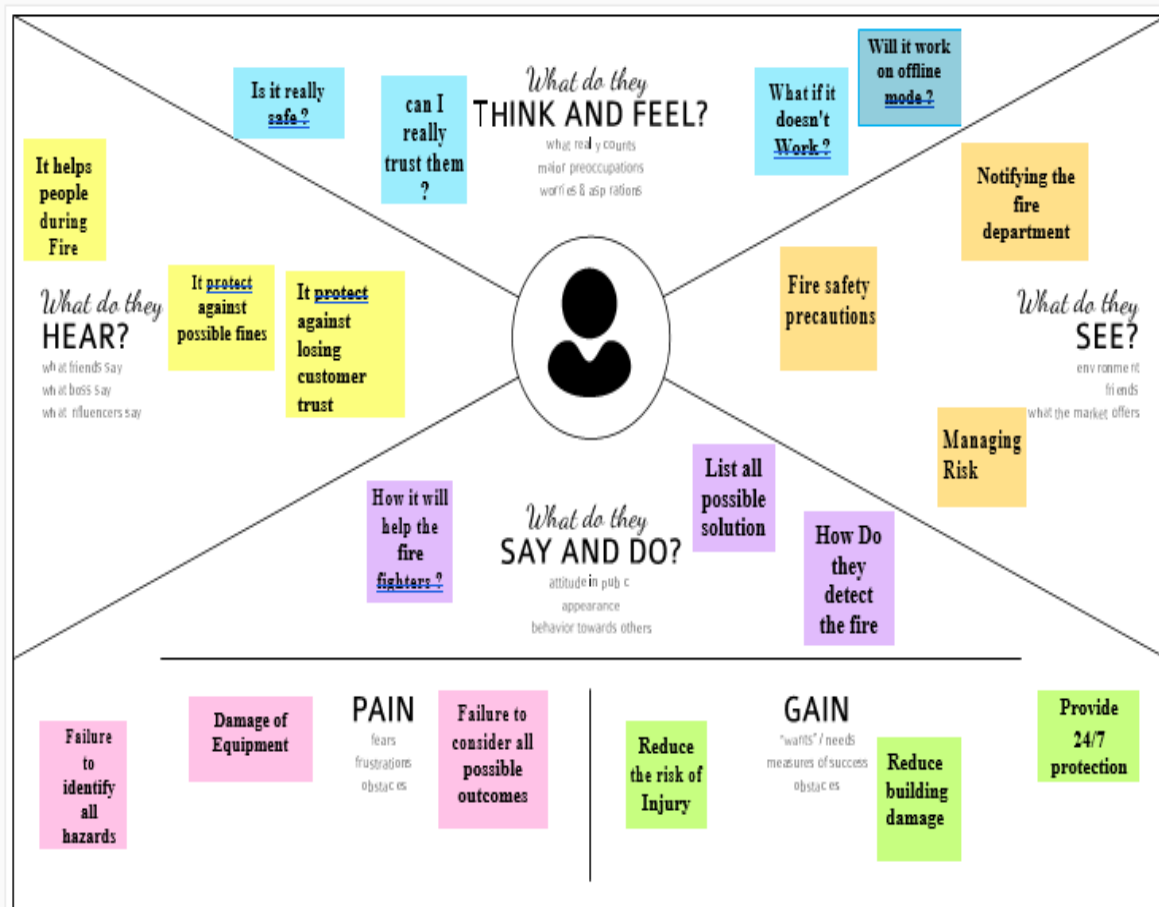 What do they
THINK AND FEEL?
what really counts
major preoccupations
worries & aspirations
Is it really
safe ?
can I
really
trust them
?
What if it
doesn't
Work ?
Will it work
on offline
mode ?
What do they
HEAR?
what friends say
what boss say
what influencers say
It helps
people
during
Fire
It protect
against
possible fines
It protect
against
losing
customer
trust
What do they
SEE?
environment
friends
what the market offers
Notifying the
fire
department
Fire safety
precautions
Managing
Risk
What do they
SAY AND DO?
attitude in public
appearance
behavior towards others
How it will
help the
fire
fighters ?
List all
possible
solution
How Do
they
detect
the fire
PAIN
fears
frustrations
obstacles
Failure
to
identify
all
hazards
Damage of
Equipment
Failure to
consider all
possible
outcomes
GAIN
"wants" / needs
measures of success
obstacles
Reduce
the risk of
Injury
Reduce
building
damage
Provide
24/7
protection